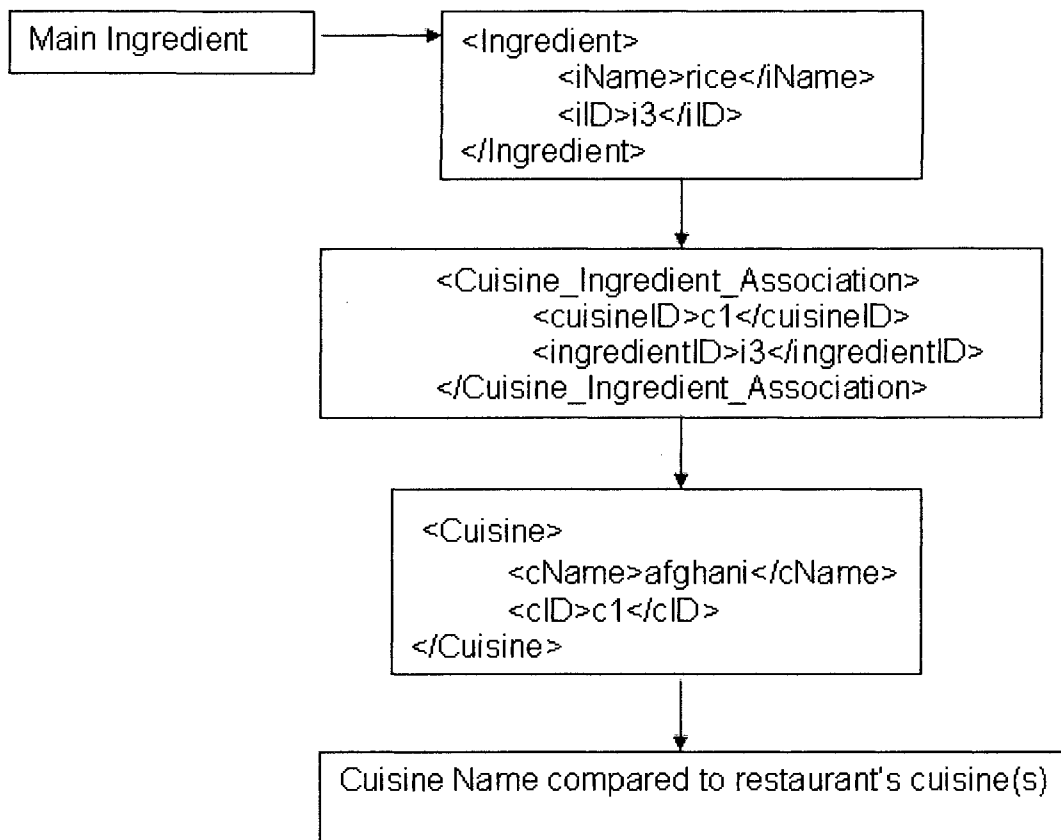 Main Ingredient
<Ingredient>
<iName>rice</iName>
<iID>i3</iID>
</Ingredient>
<Cuisine_Ingredient_Association>
<cuisineID>c1</cuisineID>
<ingredientID>i3</ingredientID>
</Cuisine_Ingredient_Association>
<Cuisine>
<cName>afghani</cName>
<cID>c1</cID>
</Cuisine>
Cuisine Name compared to restaurant's cuisine(s)